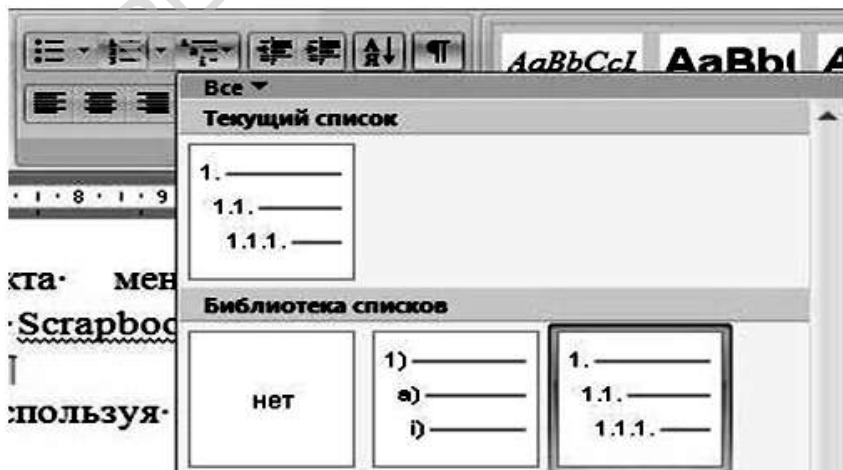 AaBbCcI AaBb( A
Все
Текущий список
1.
1.1.
1.1.1.
· 1 · 8 · 1 · 9
кта· мен
·Scrapboo
¶
спользуя·
Библиотека списков
нет
1)
a)
i)
1.
1.1.
1.1.1.